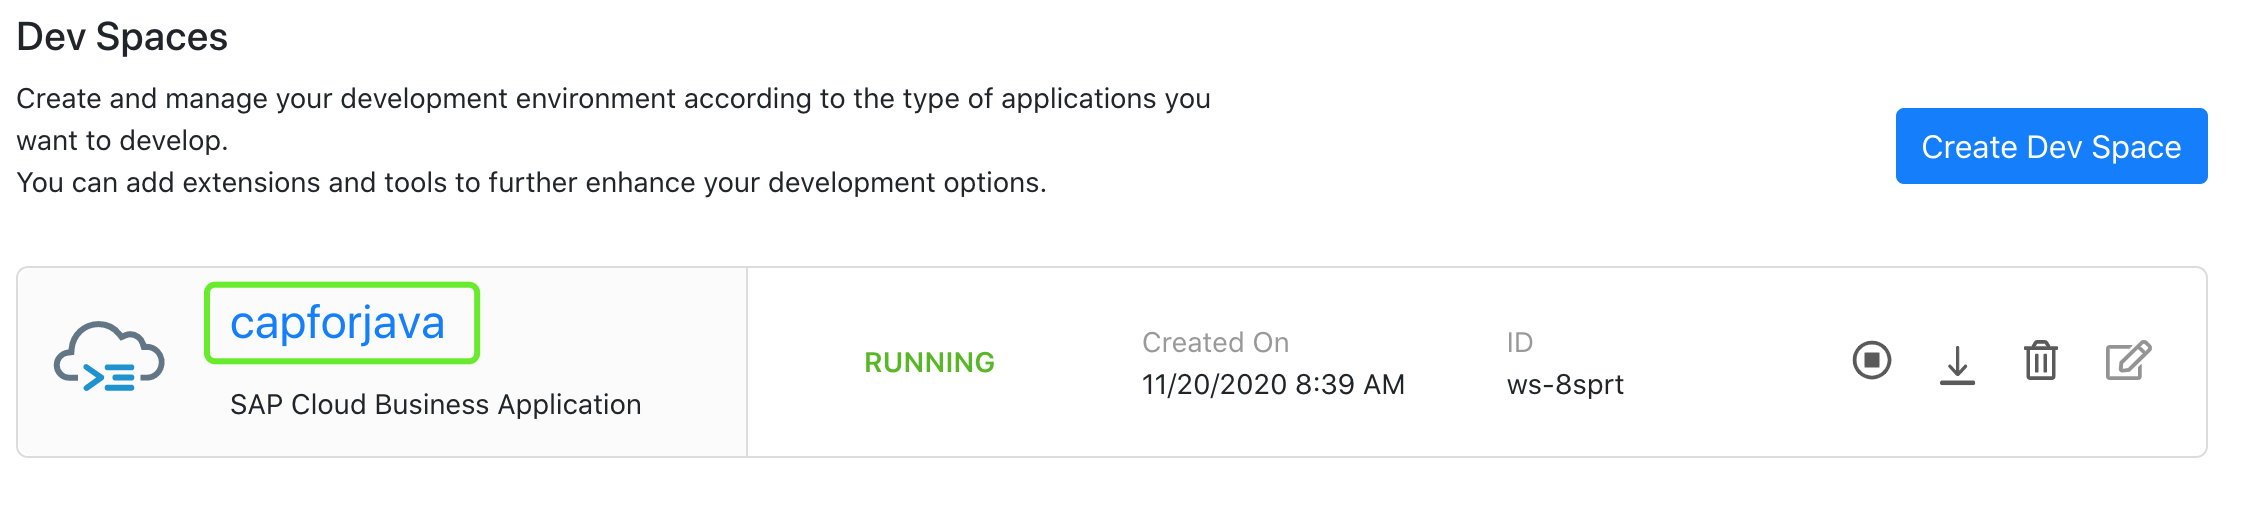 Dev Spaces
Create and manage your development environment according to the type of applications you
want to develop.
You can add extensions and tools to further enhance your development options.
Create Dev Space
capforjava
SAP Cloud Business Application
RUNNING
Created On
11/20/2020 8:39 AM
ID
ws-8sprt